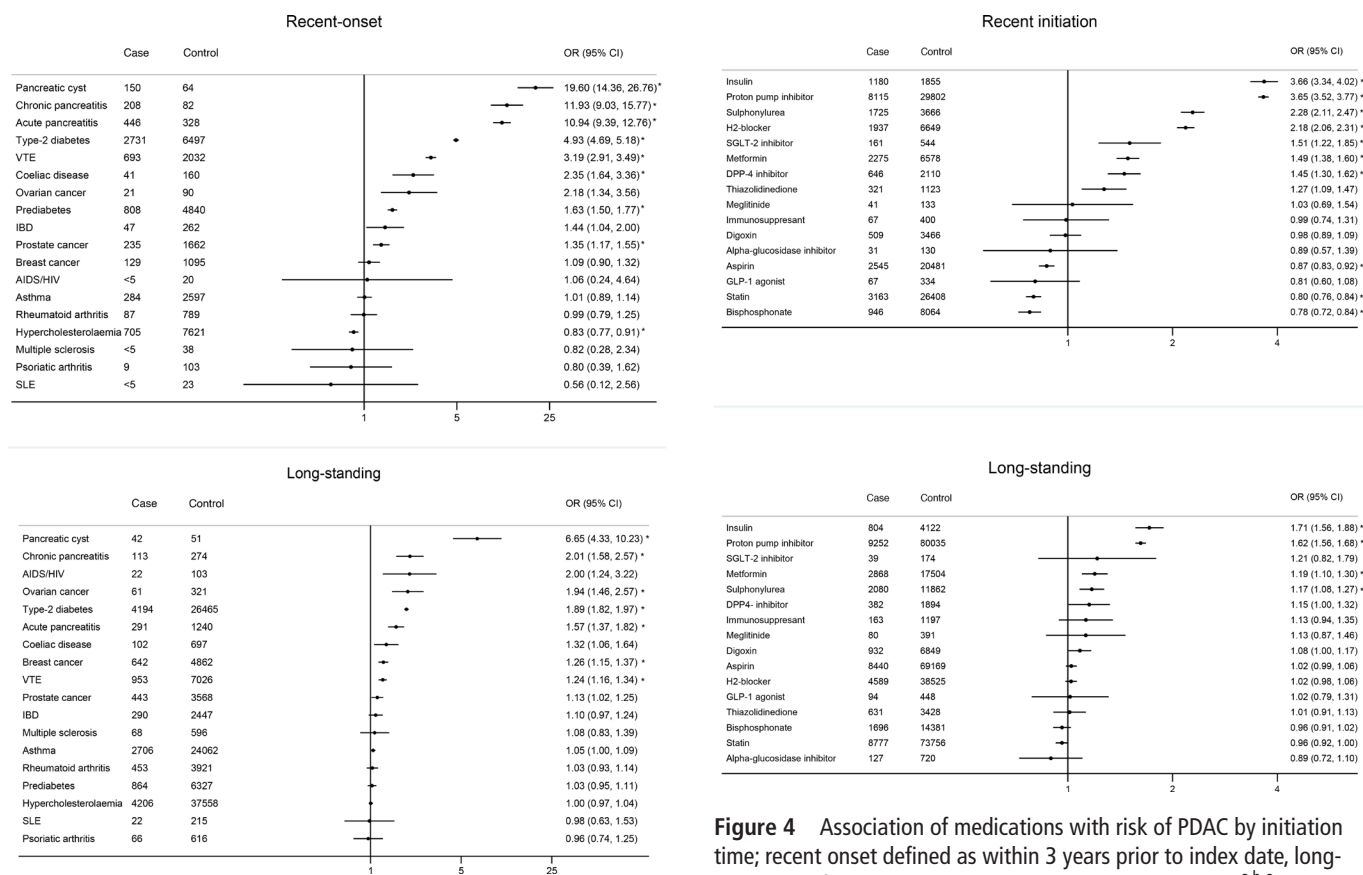 Recent-onset
Case Control OR (95% CI)
Pancreatic cyst 150 64 19.60 (14.36, 26.76)*
Chronic pancreatitis 208 82 11.93 (9.03, 15.77)*
Acute pancreatitis 446 328 10.94 (9.39, 12.76)*
Type-2 diabetes 2731 6497 4.93 (4.69, 5.18)*
VTE 693 2032 3.19 (2.91, 3.49)*
Coeliac disease 41 160 2.35 (1.64, 3.36)*
Ovarian cancer 21 90 2.18 (1.34, 3.56)
Prediabetes 808 4840 1.63 (1.50, 1.77)*
IBD 47 262 1.44 (1.04, 2.00)
Prostate cancer 235 1662 1.35 (1.17, 1.55)*
Breast cancer 129 1095 1.09 (0.90, 1.32)
AIDS/HIV <5 20 1.06 (0.24, 4.64)
Asthma 284 2597 1.01 (0.89, 1.14)
Rheumatoid arthritis 87 789 0.99 (0.79, 1.25)
Hypercholesterolaemia 705 7621 0.83 (0.77, 0.91)*
Multiple sclerosis <5 38 0.82 (0.28, 2.34)
Psoriatic arthritis 9 103 0.80 (0.39, 1.62)
SLE <5 23 0.56 (0.12, 2.56)
1 5 25
Long-standing
Case Control OR (95% CI)
Pancreatic cyst 42 51 6.65 (4.33, 10.23) *
Chronic pancreatitis 113 274 2.01 (1.58, 2.57) *
AIDS/HIV 22 103 2.00 (1.24, 3.22)
Ovarian cancer 61 321 1.94 (1.46, 2.57) *
Type-2 diabetes 4194 26465 1.89 (1.82, 1.97) *
Acute pancreatitis 291 1240 1.57 (1.37, 1.82) *
Coeliac disease 102 697 1.32 (1.06, 1.64)
Breast cancer 642 4862 1.26 (1.15, 1.37) *
VTE 953 7026 1.24 (1.16, 1.34) *
Prostate cancer 443 3568 1.13 (1.02, 1.25)
IBD 290 2447 1.10 (0.97, 1.24)
Multiple sclerosis 68 596 1.08 (0.83, 1.39)
Asthma 2706 24062 1.05 (1.00, 1.09)
Rheumatoid arthritis 453 3921 1.03 (0.93, 1.14)
Prediabetes 864 6327 1.03 (0.95, 1.11)
Hypercholesterolaemia 4206 37558 1.00 (0.97, 1.04)
SLE 22 215 0.98 (0.63, 1.53)
Psoriatic arthritis 66 616 0.96 (0.74, 1.25)
1 5 25
Recent initiation
Case Control OR (95% CI)
Insulin 1180 1855 3.66 (3.34, 4.02) *
Proton pump inhibitor 8115 29802 3.65 (3.52, 3.77) *
Sulphonylurea 1725 3666 2.28 (2.11, 2.47) *
H2-blocker 1937 6649 2.18 (2.06, 2.31) *
SGLT-2 inhibitor 161 544 1.51 (1.22, 1.85) *
Metformin 2275 6578 1.49 (1.38, 1.60) *
DPP-4 inhibitor 646 2110 1.45 (1.30, 1.62) *
Thiazolidinedione 321 1123 1.27 (1.09, 1.47)
Meglitinide 41 133 1.03 (0.69, 1.54)
Immunosuppresant 67 400 0.99 (0.74, 1.31)
Digoxin 509 3466 0.98 (0.89, 1.09)
Alpha-glucosidase inhibitor 31 130 0.89 (0.57, 1.39)
Aspirin 2545 20481 0.87 (0.83, 0.92) *
GLP-1 agonist 67 334 0.81 (0.60, 1.08)
Statin 3163 26408 0.80 (0.76, 0.84) *
Bisphosphonate 946 8064 0.78 (0.72, 0.84) *
1 2 4
Long-standing
Case Control OR (95% CI)
Insulin 804 4122 1.71 (1.56, 1.88) *
Proton pump inhibitor 9252 80035 1.62 (1.56, 1.68) *
SGLT-2 inhibitor 39 174 1.21 (0.82, 1.79)
Metformin 2868 17504 1.19 (1.10, 1.30) *
Sulphonylurea 2080 11862 1.17 (1.08, 1.27) *
DPP4- inhibitor 382 1894 1.15 (1.00, 1.32)
Immunosuppresant 163 1197 1.13 (0.94, 1.35)
Meglitinide 80 391 1.13 (0.87, 1.46)
Digoxin 932 6849 1.08 (1.00, 1.17)
Aspirin 8440 69169 1.02 (0.99, 1.06)
H2-blocker 4589 38525 1.02 (0.98, 1.06)
GLP-1 agonist 94 448 1.02 (0.79, 1.31)
Thiazolidinedione 631 3428 1.01 (0.91, 1.13)
Bisphosphonate 1696 14381 0.96 (0.91, 1.02)
Statin 8777 73756 0.96 (0.92, 1.00)
Alpha-glucosidase inhibitor 127 720 0.89 (0.72, 1.10)
1 2 4
Figure 4 Association of medications with risk of PDAC by initiation
time; recent onset defined as within 3 years prior to index date, long-